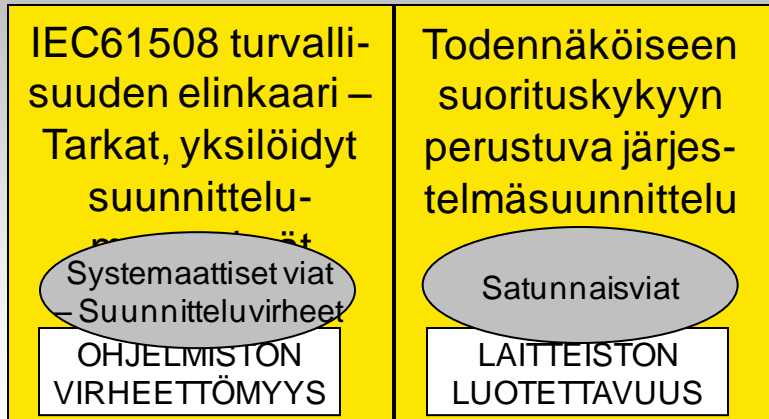 IEC61508 turvalli-
suuden elinkaari –
Tarkat, yksilöidyt
suunnittelu-
Systemaattiset viat
– Suunnitteluvirheet
OHJELMISTON
VIRHEETTÖMYYS
Todennäköiseen
suorituskykyyn
perustuva järjes-
telmäsuunnittelu
Satunnaisviat
LAITTEISTON
LUOTETTAVUUS